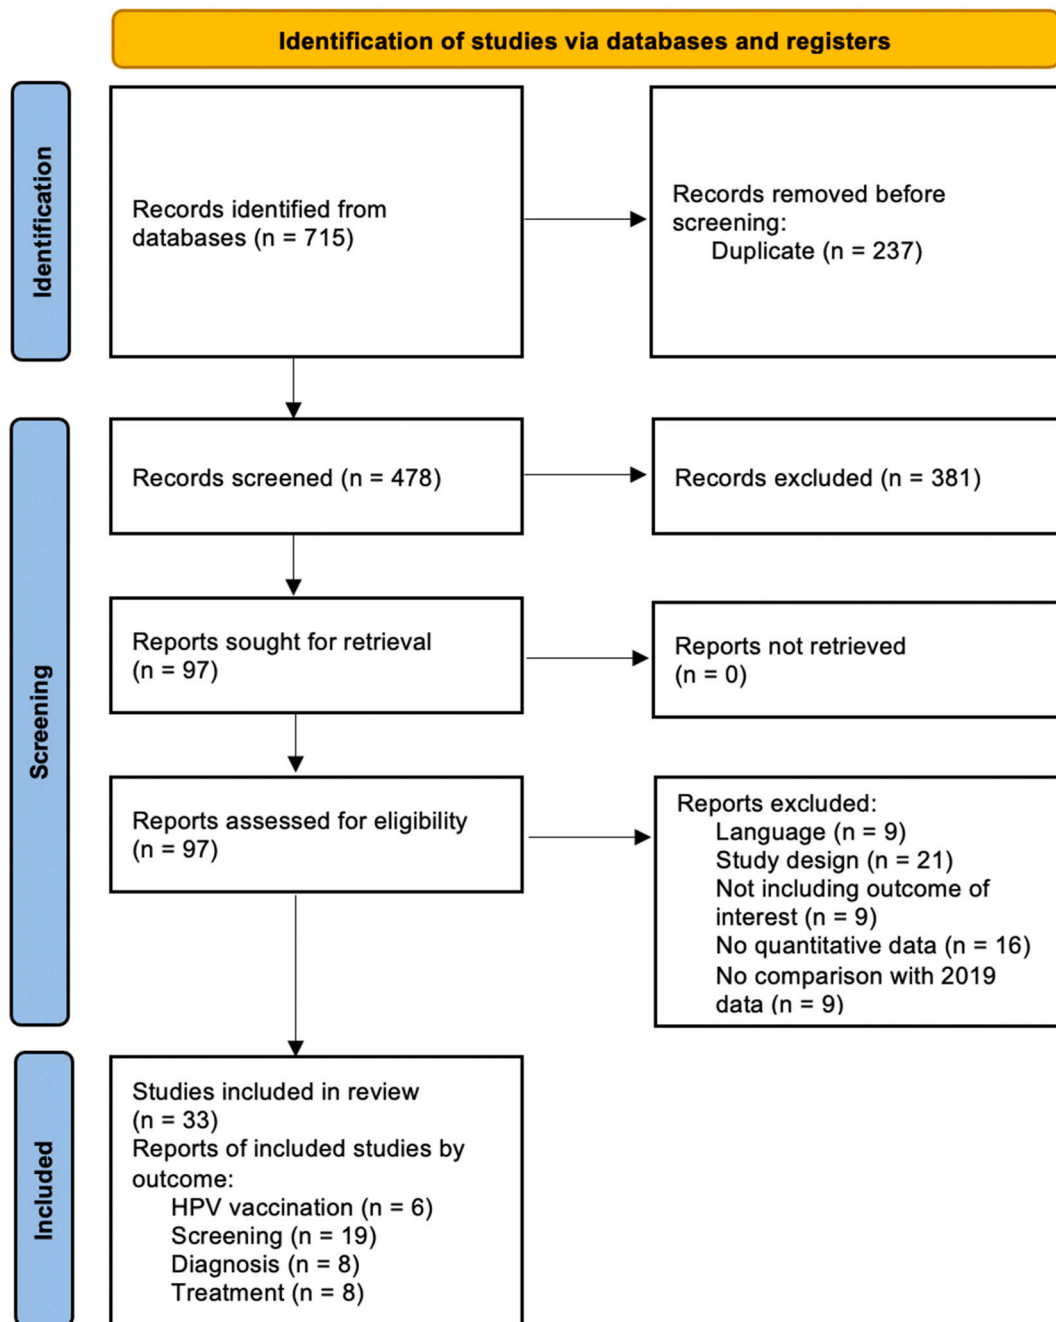 Identification of studies via databases and registers
Identification
Records identified from
databases (n = 715)
Records removed before
screening:
Duplicate (n = 237)
Screening
Records screened (n = 478)
Records excluded (n = 381)
Reports sought for retrieval
(n = 97)
Reports not retrieved
(n = 0)
Reports assessed for eligibility
(n = 97)
Reports excluded:
Language (n = 9)
Study design (n = 21)
Not including outcome of
interest (n = 9)
No quantitative data (n = 16)
No comparison with 2019
data (n = 9)
Included
Studies included in review
(n = 33)
Reports of included studies by
outcome:
HPV vaccination (n = 6)
Screening (n = 19)
Diagnosis (n = 8)
Treatment (n = 8)